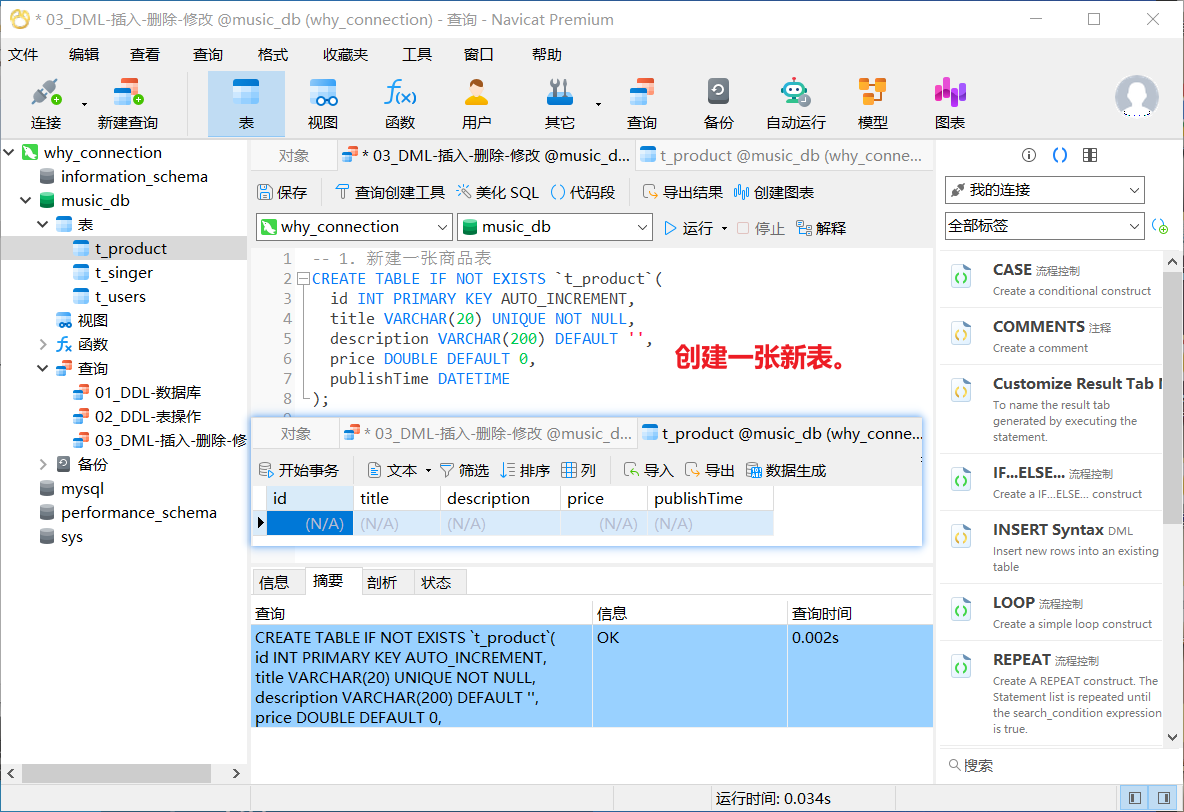 * 03_DML-插入-删除-修改 @music_db (why_connection) - 查询 - Navicat Premium
文件 编辑 查看 查询 格式 收藏夹 工具 窗口 帮助
连接 新建查询 表 视图 函数 用户 其它 查询 备份 自动运行 模型 图表
why_connection
information_schema
music_db
表
t_product
t_singer
t_users
视图
函数
查询
01_DDL-数据库
02_DDL-表操作
03_DML-插入-删除-修
备份
mysql
performance_schema
sys
对象 * 03_DML-插入-删除-修改 @music_d... t_product @music_db (why_conne...
保存 查询创建工具 美化 SQL () 代码段 导出结果 创建图表
why_connection music_db 运行 停止 解释
1 -- 1. 新建一张商品表
2 CREATE TABLE IF NOT EXISTS `t_product`(
3 id INT PRIMARY KEY AUTO_INCREMENT,
4 title VARCHAR(20) UNIQUE NOT NULL,
5 description VARCHAR(200) DEFAULT '',
6 price DOUBLE DEFAULT 0,
7 publishTime DATETIME
8 );
创建一张新表。
对象 * 03_DML-插入-删除-修改 @music_d... t_product @music_db (why_conne...
开始事务 文本 筛选 排序 列 导入 导出 数据生成
id title description price publishTime
(N/A) (N/A) (N/A) (N/A) (N/A)
信息 摘要 剖析 状态
查询 信息 查询时间
CREATE TABLE IF NOT EXISTS `t_product`( OK 0.002s
id INT PRIMARY KEY AUTO_INCREMENT,
title VARCHAR(20) UNIQUE NOT NULL,
description VARCHAR(200) DEFAULT '',
price DOUBLE DEFAULT 0,
运行时间: 0.034s
我的连接
全部标签
CASE 流程控制
Create a conditional construct
COMMENTS 注释
Create a comment
Customize Result Tab N
To name the result tab
generated by executing the
statement.
IF...ELSE... 流程控制
Create a IF...ELSE... construct
INSERT Syntax DML
Insert new rows into an existing
table
LOOP 流程控制
Create a simple loop construct
REPEAT 流程控制
Create A REPEAT construct. The
Statement list is repeated until
the search_condition expression
is true.
搜索